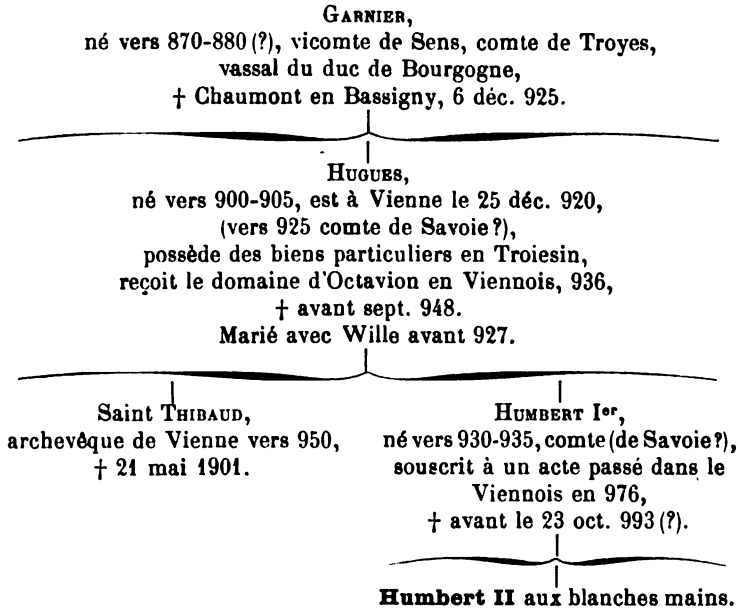 GARNIER,
né vers 870-880 (?), vicomte de Sens, comte de Troyes,
vassal du duc de Bourgogne,
† Chaumont en Bassigny, 6 déc. 925.
HUGUES,
né vers 900-905, est à Vienne le 25 déc. 920,
(vers 925 comte de Savoie ?),
possède des biens particuliers en Troiesin,
reçoit le domaine d'Octavion en Viennois, 936,
† avant sept. 948.
Marié avec Wille avant 927.
Saint THIBAUD,
archevêque de Vienne vers 950,
† 21 mai 1901.
HUMBERT Ier,
né vers 930-935, comte (de Savoie ?),
souscrit à un acte passé dans le
Viennois en 976,
† avant le 23 oct. 993 (?).
Humbert II aux blanches mains.